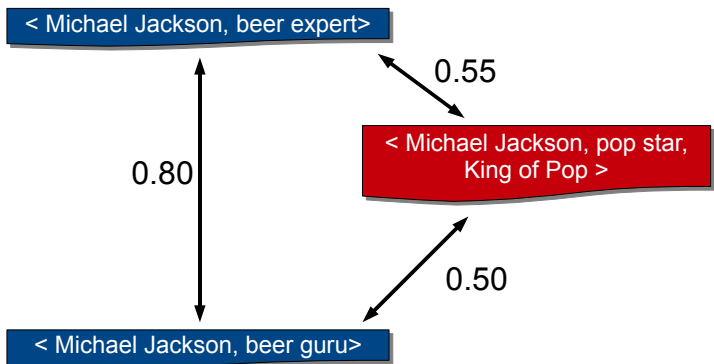 < Michael Jackson, beer expert>
0.55
< Michael Jackson, pop star,
King of Pop >
0.80
0.50
< Michael Jackson, beer guru>